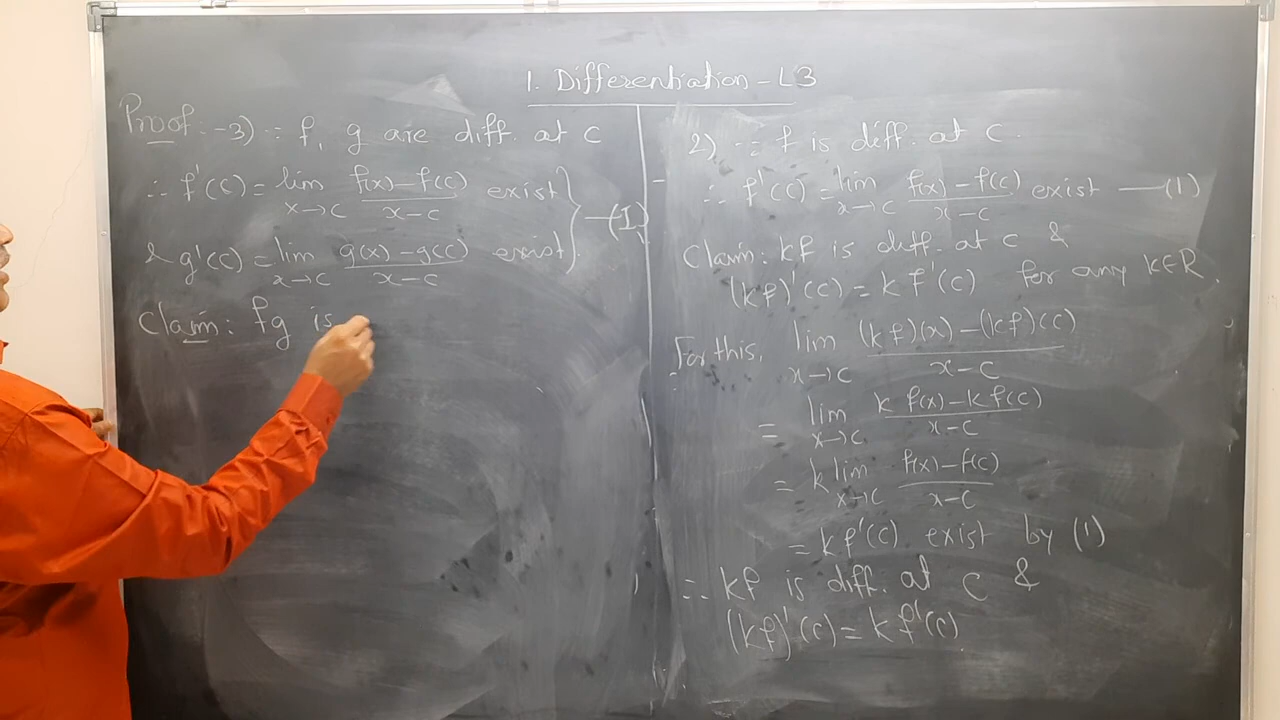 1. Differentiation - L3
Proof:- 3) ∵ f, g are diff. at c
∴ f'(c) = lim x→c (f(x) - f(c))/(x - c) exist
& g'(c) = lim x→c (g(x) - g(c))/(x - c) exist } — (I)
Claim: fg is
2) ∵ f is diff. at c.
∴ f'(c) = lim x→c (f(x) - f(c))/(x - c) exist — (1)
Claim: kf is diff. at c &
(kf)'(c) = k f'(c) for any k∈R.
For this, lim x→c ((kf)(x) - (kf)(c))/(x - c)
= lim x→c (k f(x) - k f(c))/(x - c)
= k lim x→c (f(x) - f(c))/(x - c)
= k f'(c) exist by (1)
∴ kf is diff. at c &
(kf)'(c) = k f'(c)